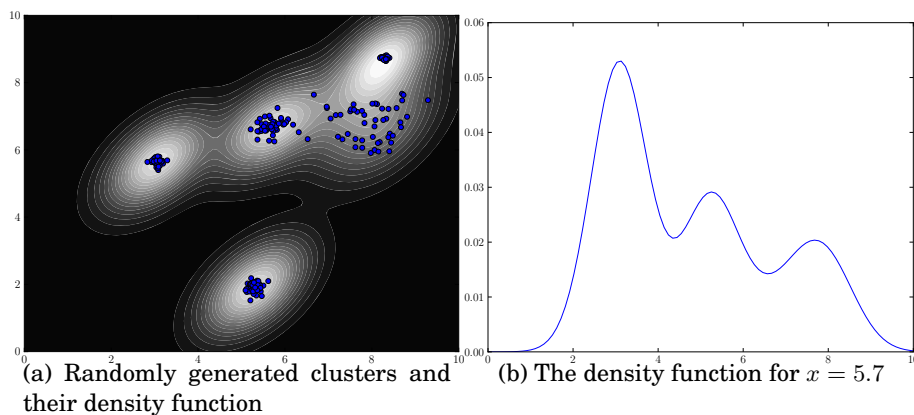 10
8
6
4
2
0
0 2 4 6 8 10
(a) Randomly generated clusters and
their density function
0.06
0.05
0.04
0.03
0.02
0.01
0.00
0 2 4 6 8 10
(b) The density function for x = 5.7